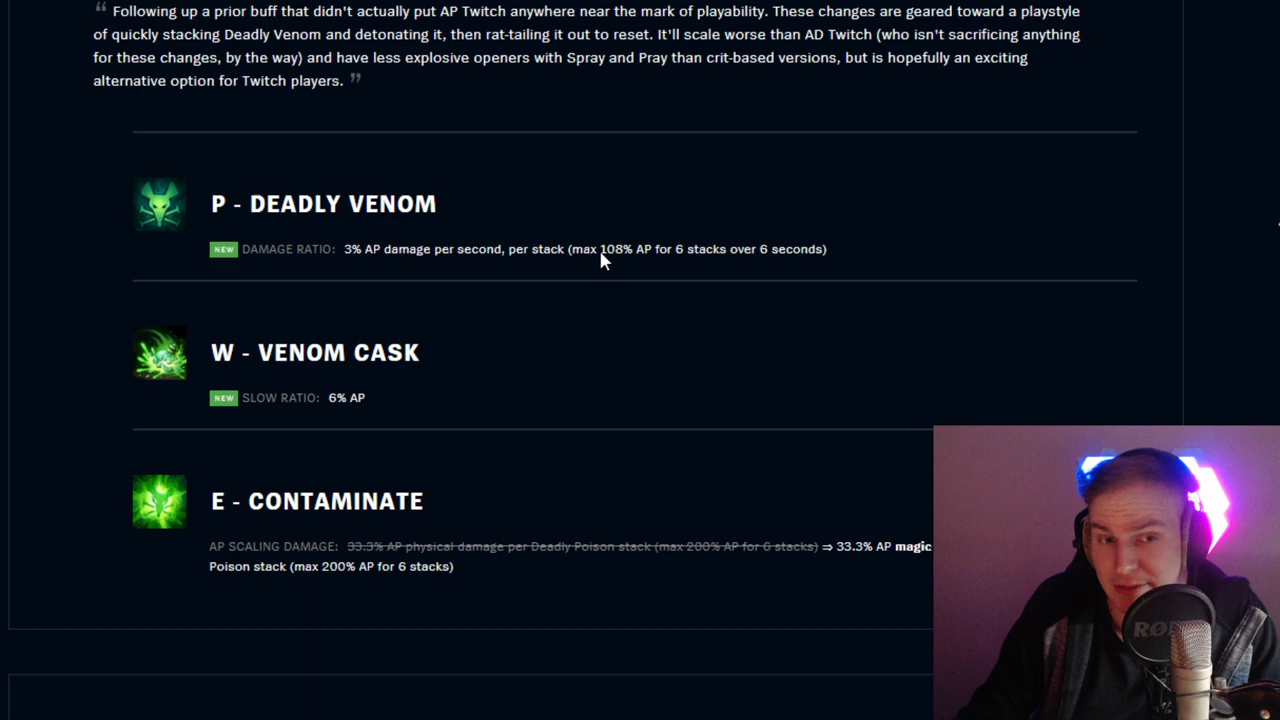 “ Following up a prior buff that didn't actually put AP Twitch anywhere near the mark of playability. These changes are geared toward a playstyle
of quickly stacking Deadly Venom and detonating it, then rat-tailing it out to reset. It'll scale worse than AD Twitch (who isn't sacrificing anything
for these changes, by the way) and have less explosive openers with Spray and Pray than crit-based versions, but is hopefully an exciting
alternative option for Twitch players. ”
P - DEADLY VENOM
NEW DAMAGE RATIO: 3% AP damage per second, per stack (max 108% AP for 6 stacks over 6 seconds)
W - VENOM CASK
NEW SLOW RATIO: 6% AP
E - CONTAMINATE
AP SCALING DAMAGE: 33.3% AP physical damage per Deadly Poison stack (max 200% AP for 6 stacks) ⇒ 33.3% AP magic
Poison stack (max 200% AP for 6 stacks)
RØDE